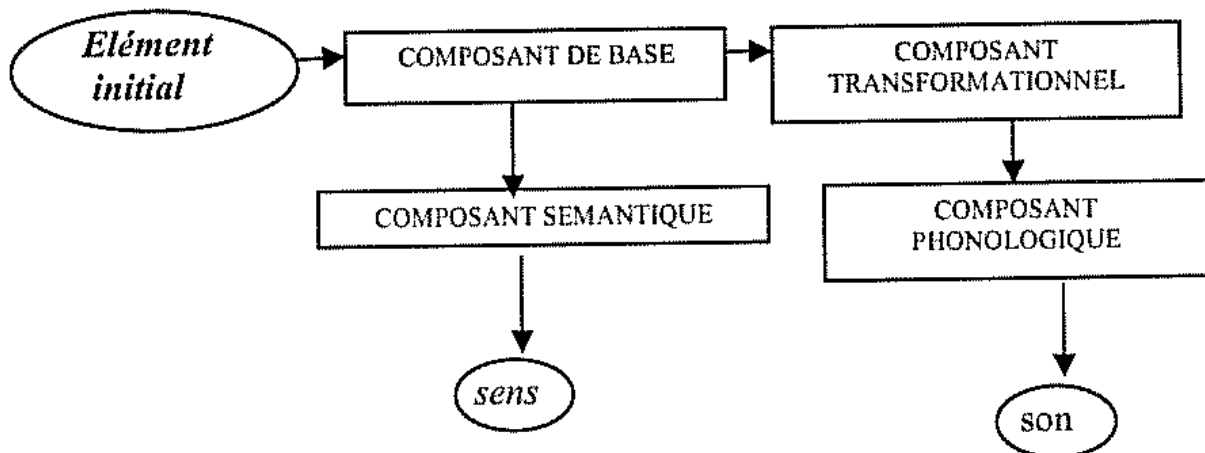 Elément
initial
COMPOSANT DE BASE
COMPOSANT
TRANSFORMATIONNEL
COMPOSANT SEMANTIQUE
COMPOSANT
PHONOLOGIQUE
sens
son